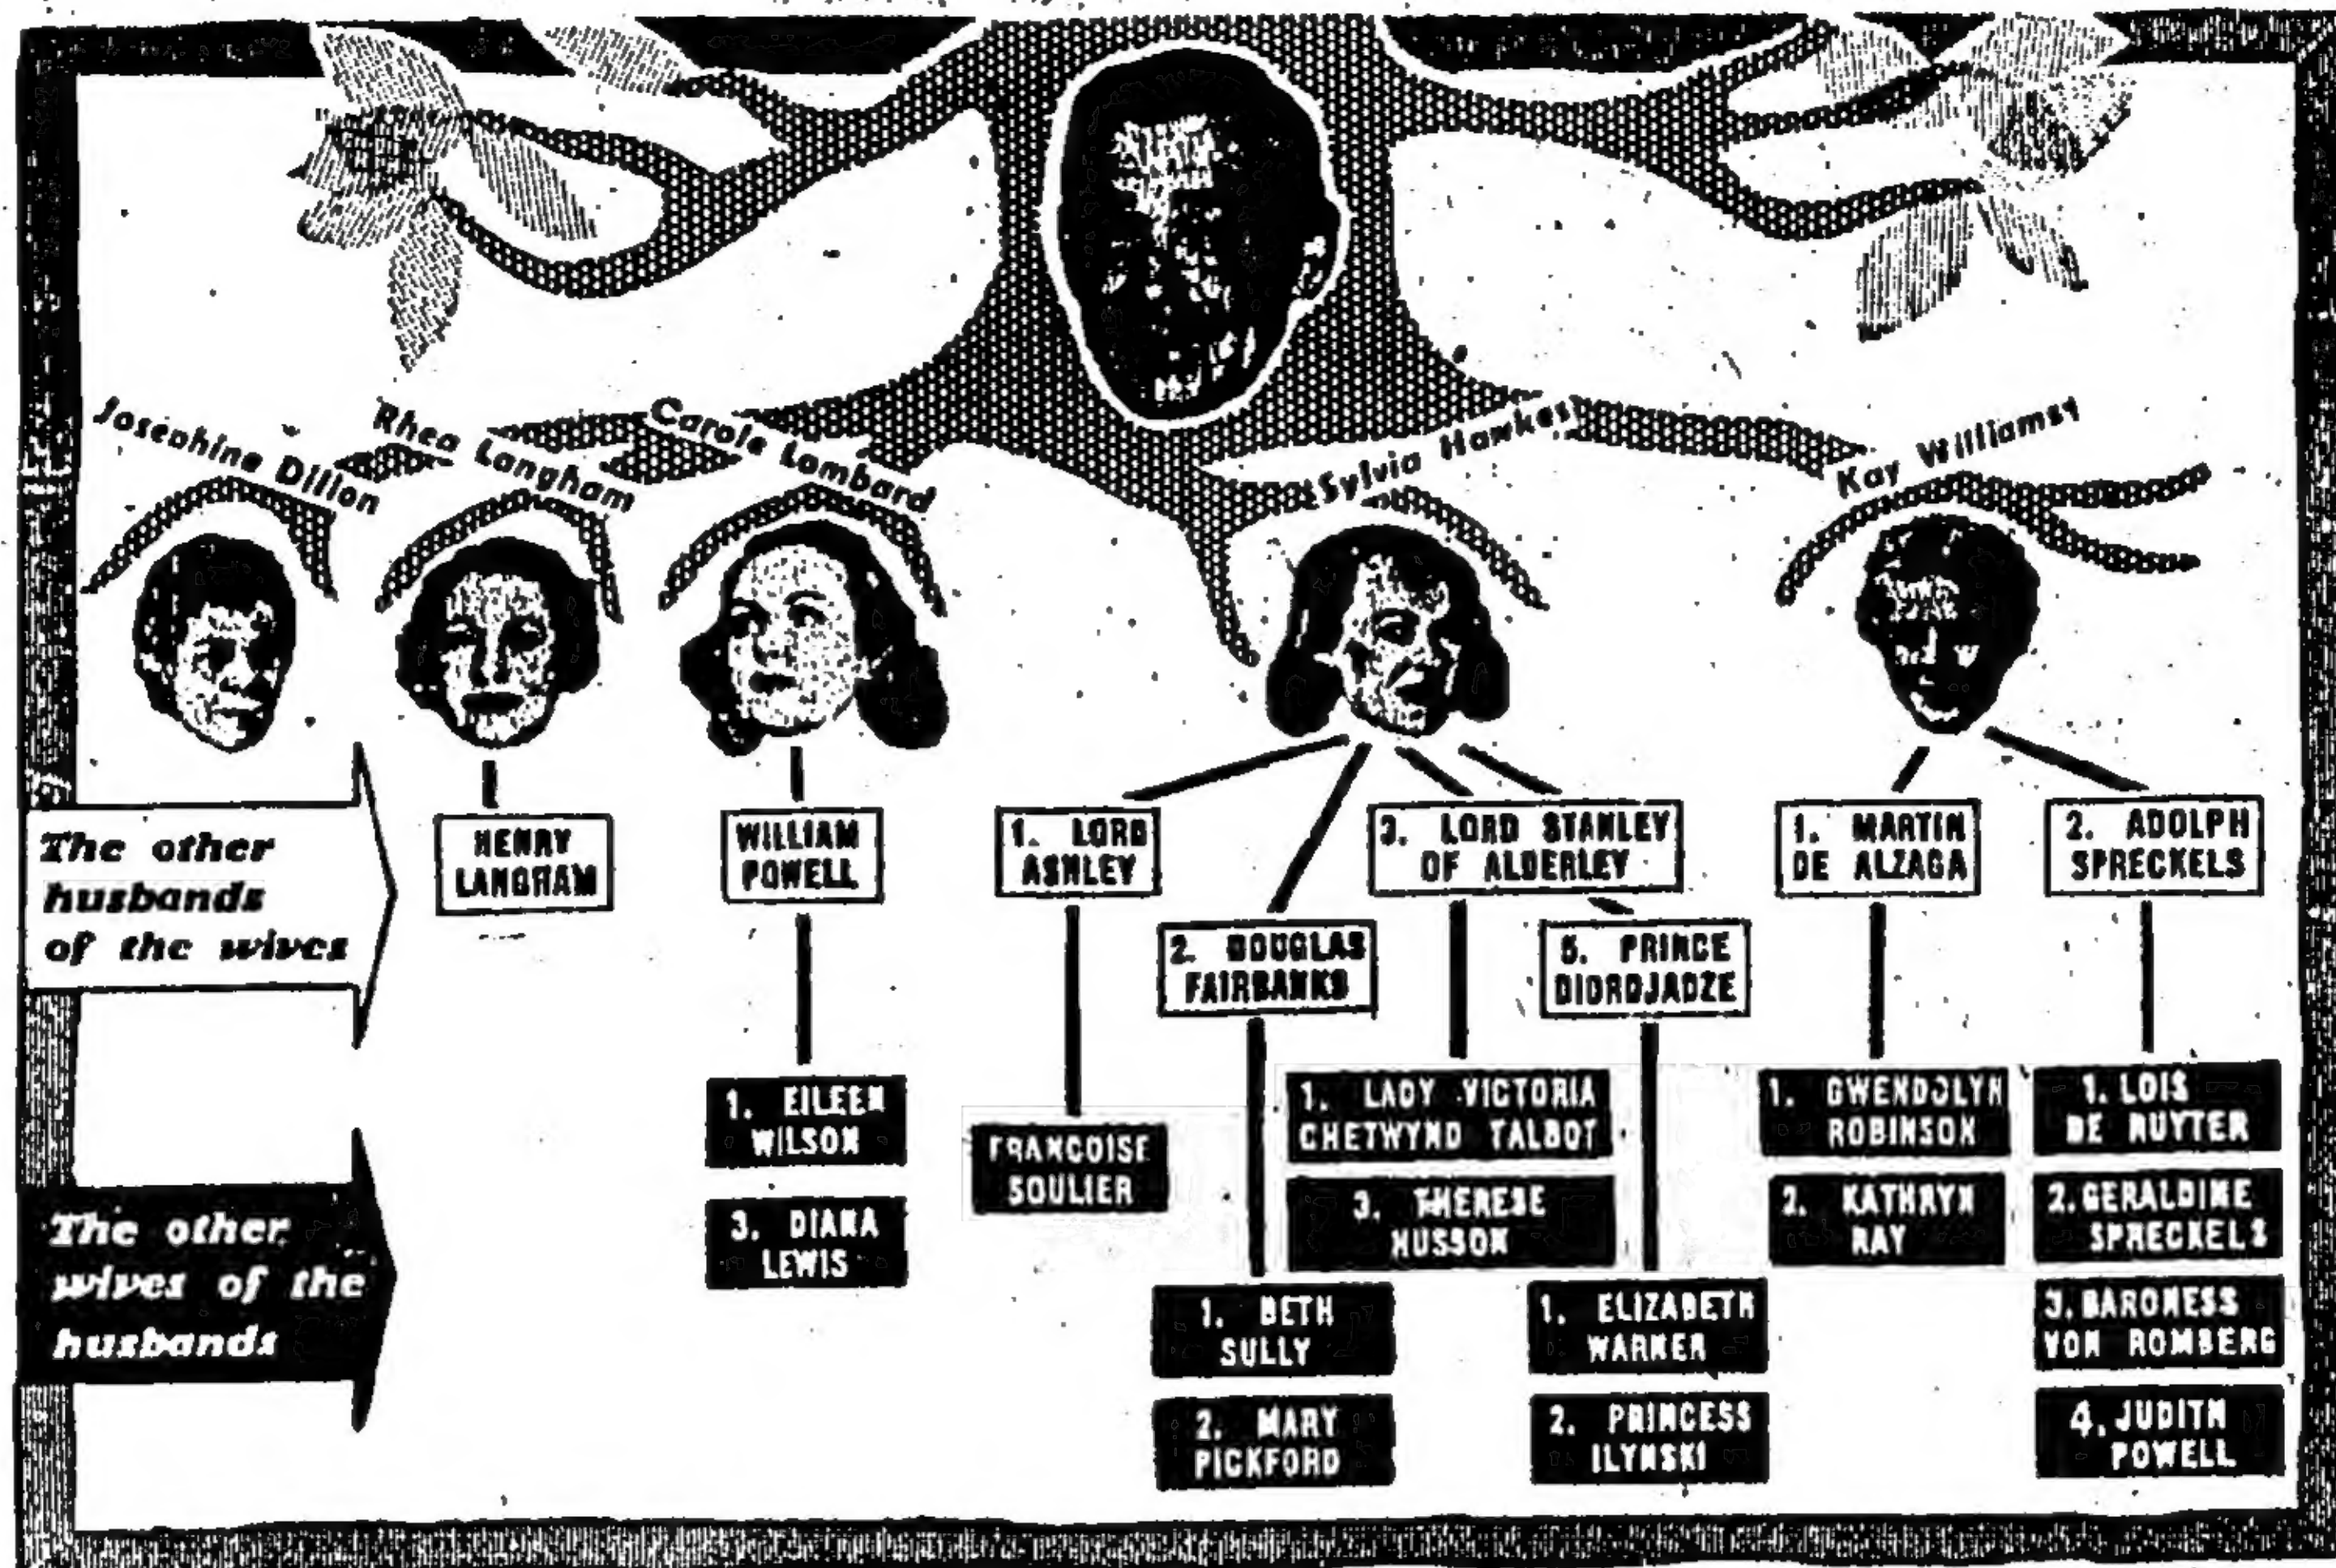 Josephine Dillon
Rhea Langham
Carole Lombard
Sylvia Hawkes
Kay Williams
The other
husbands
of the wives
HENRY
LANGHAM
WILLIAM
POWELL
1. LORD
ASHLEY
2. DOUGLAS
FAIRBANKS
3. LORD STANLEY
OF ALDERLEY
5. PRINCE
DJORDJADZE
1. MARTIN
DE ALZAGA
2. ADOLPH
SPRECKELS
The other
wives of the
husbands
1. EILEEN
WILSON
3. DIANA
LEWIS
FRANCOISE
SOULIER
1. BETH
SULLY
2. MARY
PICKFORD
1. LADY VICTORIA
CHETWYND TALBOT
3. THERESE
HUSSON
1. ELIZABETH
WARNER
2. PRINCESS
ILYNSKI
1. GWENDOLYN
ROBINSON
2. KATHRYN
RAY
1. LOIS
DE RUYTER
2. GERALDINE
SPRECKELS
3. BARONESS
VON ROMBERG
4. JUDITH
POWELL